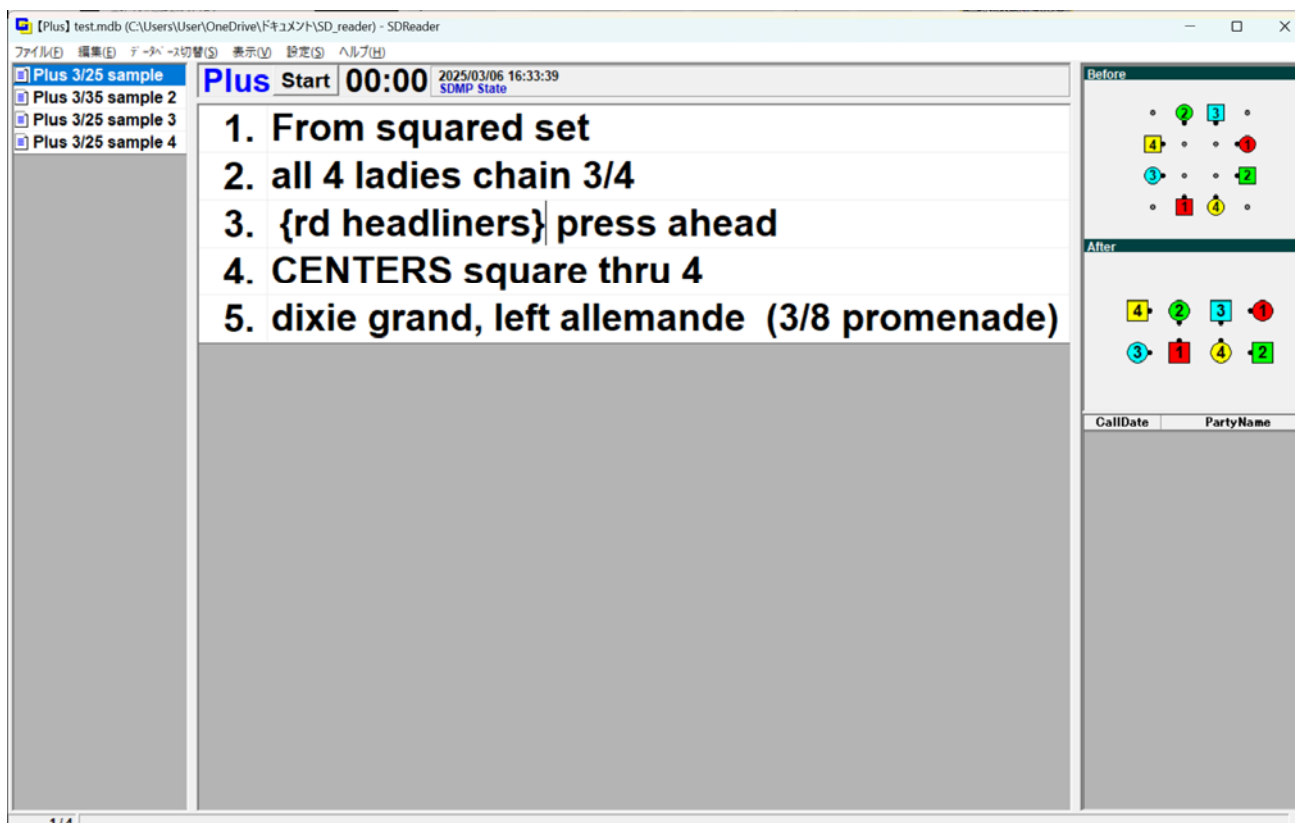 【Plus】 test.mdb (C:\Users\User\OneDrive\ドキュメント\SD_reader) - SDReader
ファイル(F) 編集(E) データベース切替(S) 表示(V) 設定(S) ヘルプ(H)
Plus 3/25 sample
Plus 3/35 sample 2
Plus 3/25 sample 3
Plus 3/25 sample 4
Plus Start 00:00 2025/03/06 16:33:39
SDMP State
1. From squared set
2. all 4 ladies chain 3/4
3. {rd headliners} press ahead
4. CENTERS square thru 4
5. dixie grand, left allemande (3/8 promenade)
Before
2 3
4 1
3 2
1 4
After
4 2 3 1
3 1 4 2
CallDate PartyName
1/4